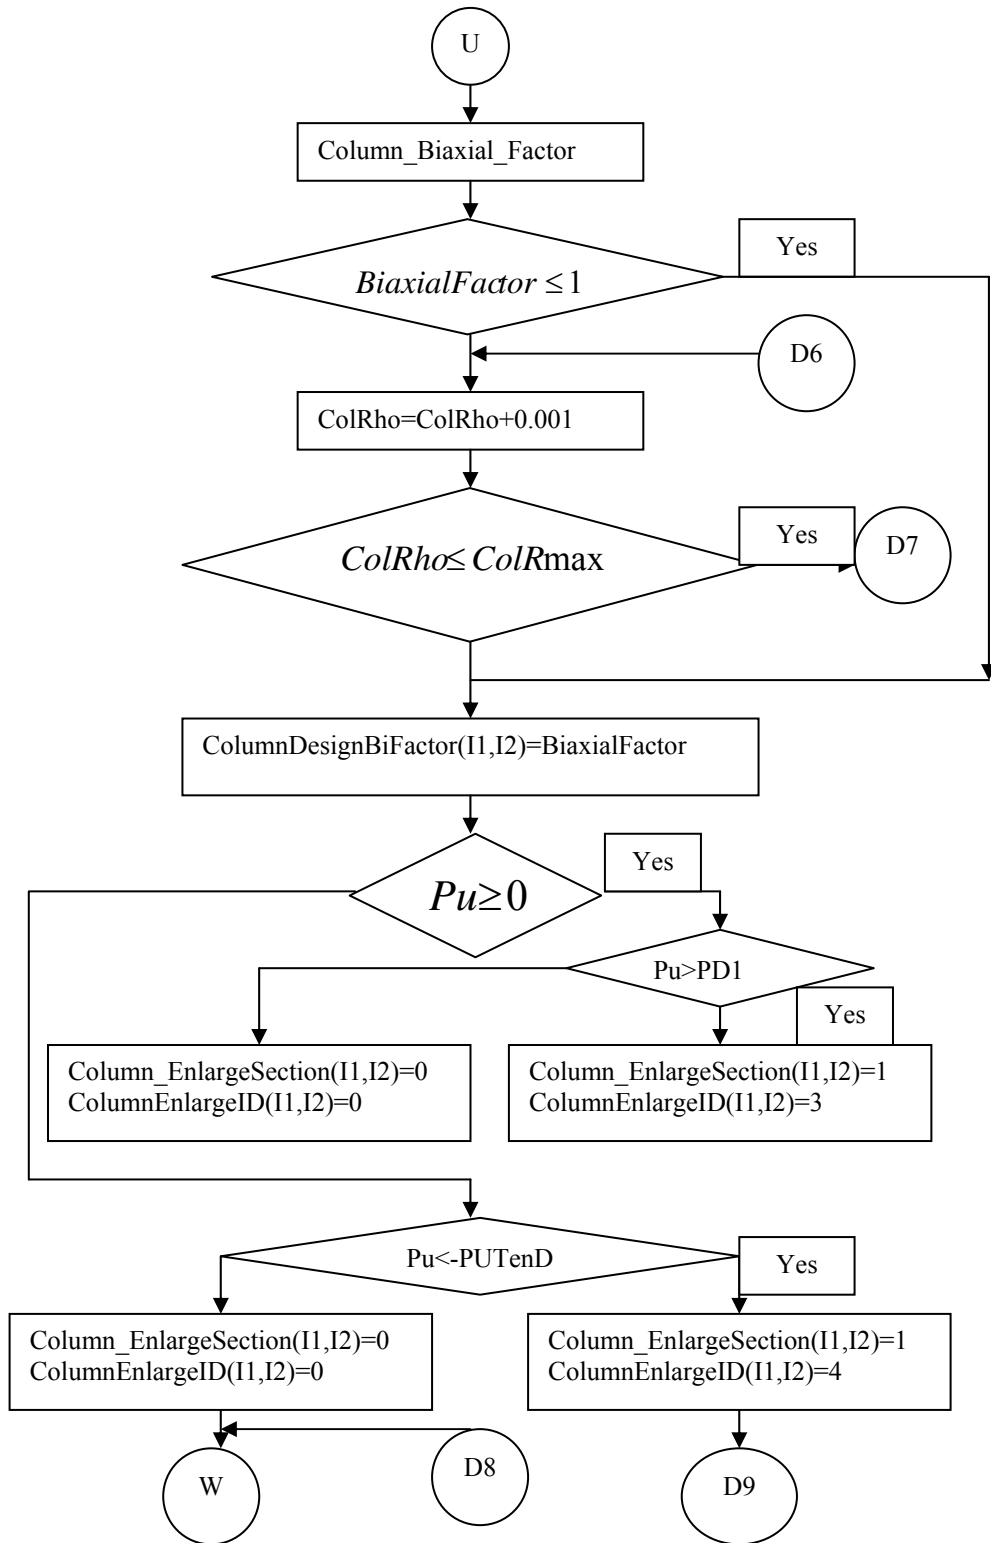 U
Column_Biaxial_Factor
Yes
BiaxialFactor ≤ 1
D6
ColRho=ColRho+0.001
Yes
D7
ColRho≤ ColRmax
ColumnDesignBiFactor(I1,I2)=BiaxialFactor
Yes
Pu≥0
Pu>PD1
Yes
Column_EnlargeSection(I1,I2)=0
ColumnEnlargeID(I1,I2)=0
Column_EnlargeSection(I1,I2)=1
ColumnEnlargeID(I1,I2)=3
Pu<-PUTenD
Yes
Column_EnlargeSection(I1,I2)=0
ColumnEnlargeID(I1,I2)=0
Column_EnlargeSection(I1,I2)=1
ColumnEnlargeID(I1,I2)=4
W
D8
D9